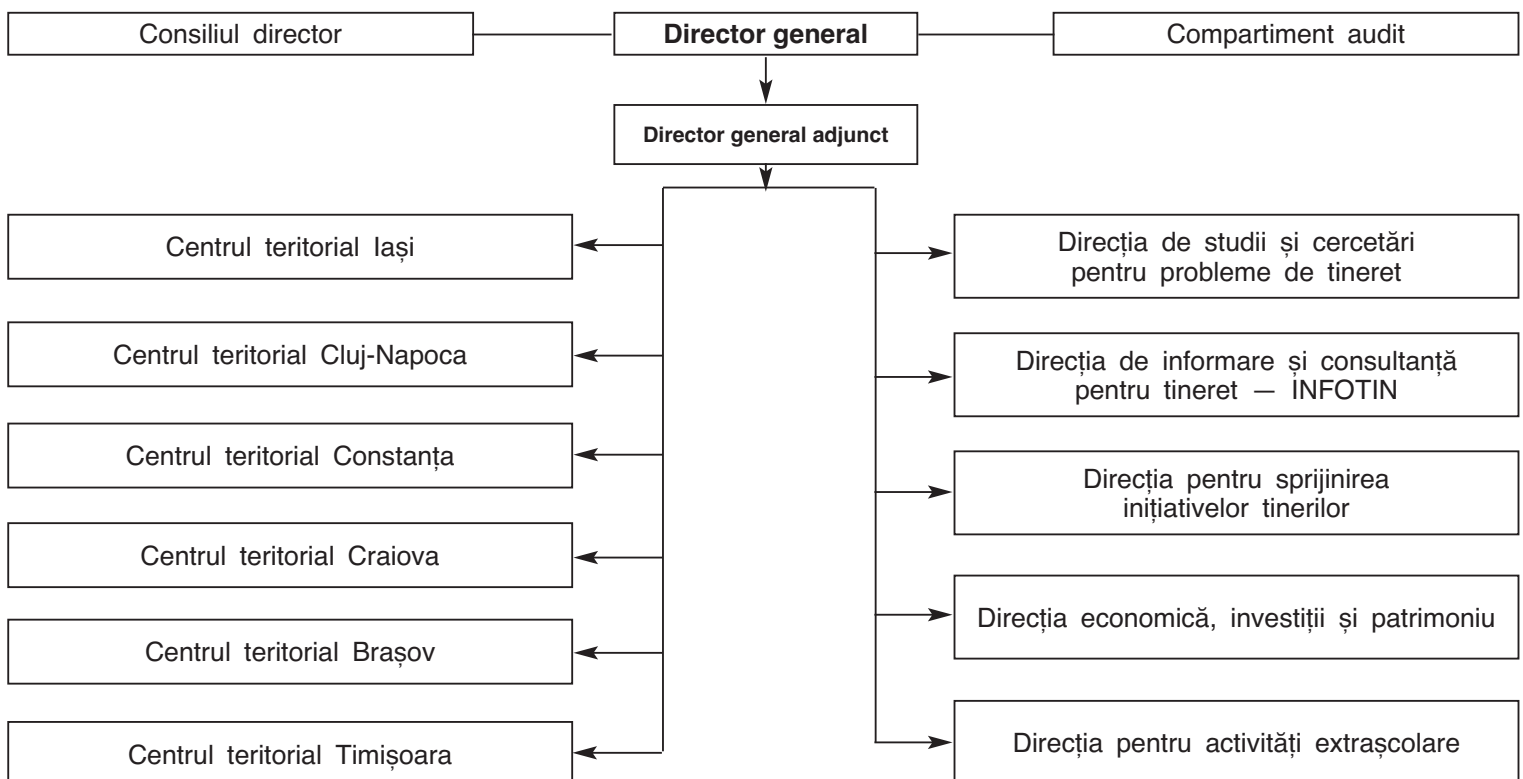 Consiliul director
Director general
Compartiment audit
Director general adjunct
Centrul teritorial Iași
Centrul teritorial Cluj-Napoca
Centrul teritorial Constanța
Centrul teritorial Craiova
Centrul teritorial Brașov
Centrul teritorial Timișoara
Direcția de studii și cercetări
pentru probleme de tineret
Direcția de informare și consultanță
pentru tineret — INFOTIN
Direcția pentru sprijinirea
inițiativelor tinerilor
Direcția economică, investiții și patrimoniu
Direcția pentru activități extrașcolare